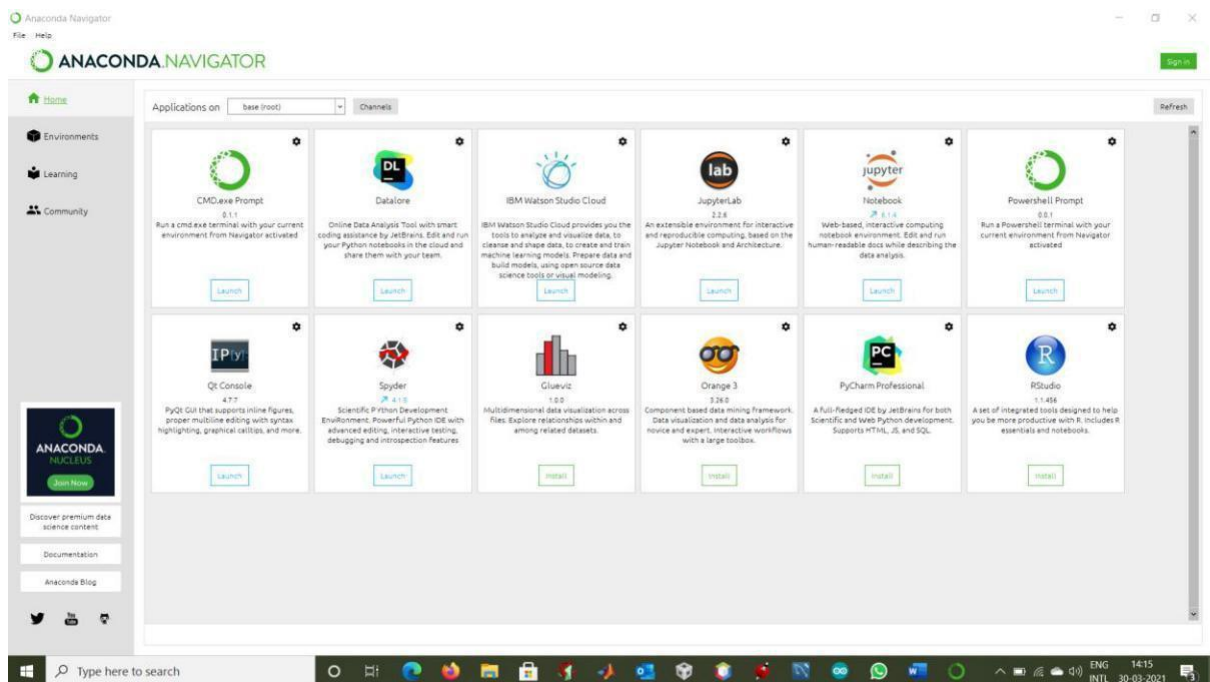 Anaconda Navigator
File Help
ANACONDA.NAVIGATOR
Sign in
Home
Environments
Learning
Community
Applications on
base (root)
Channels
Refresh
CMD.exe Prompt
0.1.1
Run a cmd.exe terminal with your current
environment from Navigator activated
Launch
DL
Datalore
Online Data Analysis Tool with smart
coding assistance by JetBrains. Edit and run
your Python notebooks in the cloud and
share them with your team.
Launch
IBM Watson Studio Cloud
IBM Watson Studio Cloud provides you the
tools to analyze and visualize data, to
cleanse and shape data, to create and train
machine learning models. Prepare data and
build models, using open source data
science tools or visual modeling.
Launch
lab
JupyterLab
2.2.6
An extensible environment for interactive
and reproducible computing, based on the
Jupyter Notebook and Architecture.
Launch
jupyter
Notebook
6.1.4
Web-based, interactive computing
notebook environment. Edit and run
human-readable docs while describing the
data analysis.
Launch
Powershell Prompt
0.0.1
Run a Powershell terminal with your
current environment from Navigator
activated
Launch
IP[y]:
Qt Console
4.7.7
PyQt GUI that supports inline figures,
proper multiline editing with syntax
highlighting, graphical calltips, and more.
Launch
Spyder
4.1.5
Scientific PYthon Development
EnviRonment. Powerful Python IDE with
advanced editing, interactive testing,
debugging and introspection features
Launch
Glueviz
1.0.0
Multidimensional data visualization across
files. Explore relationships within and
among related datasets.
Install
Orange 3
3.26.0
Component based data mining framework.
Data visualization and data analysis for
novice and expert. Interactive workflows
with a large toolbox.
Install
PC
PyCharm Professional
A full-fledged IDE by JetBrains for both
Scientific and Web Python development.
Supports HTML, JS, and SQL.
Install
R
RStudio
1.1.456
A set of integrated tools designed to help
you be more productive with R. Includes R
essentials and notebooks.
Install
ANACONDA.
NUCLEUS
Join Now
Discover premium data
science content
Documentation
Anaconda Blog
You
Tube
Type here to search
ENG
INTL
14:15
30-03-2021
3